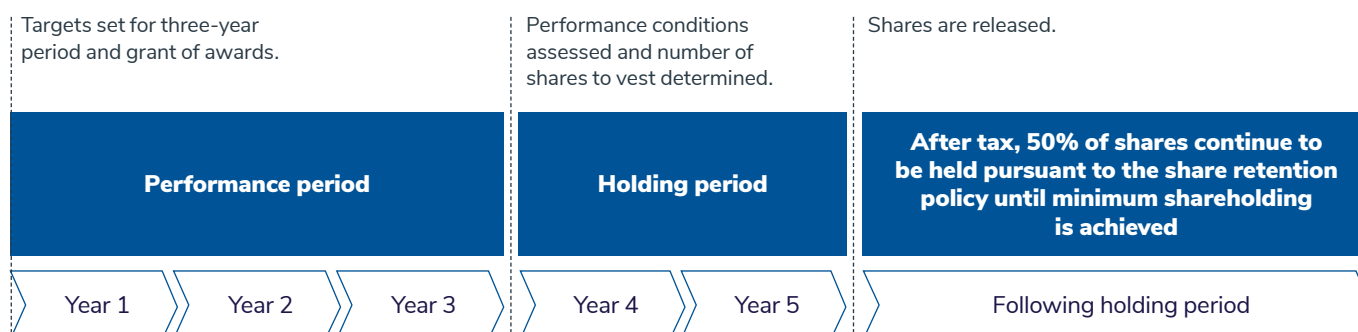 Targets set for three-year
period and grant of awards.
Performance conditions
assessed and number of
shares to vest determined.
Shares are released.
Performance period
Holding period
After tax, 50% of shares continue to
be held pursuant to the share retention
policy until minimum shareholding
is achieved
Year 1
Year 2
Year 3
Year 4
Year 5
Following holding period